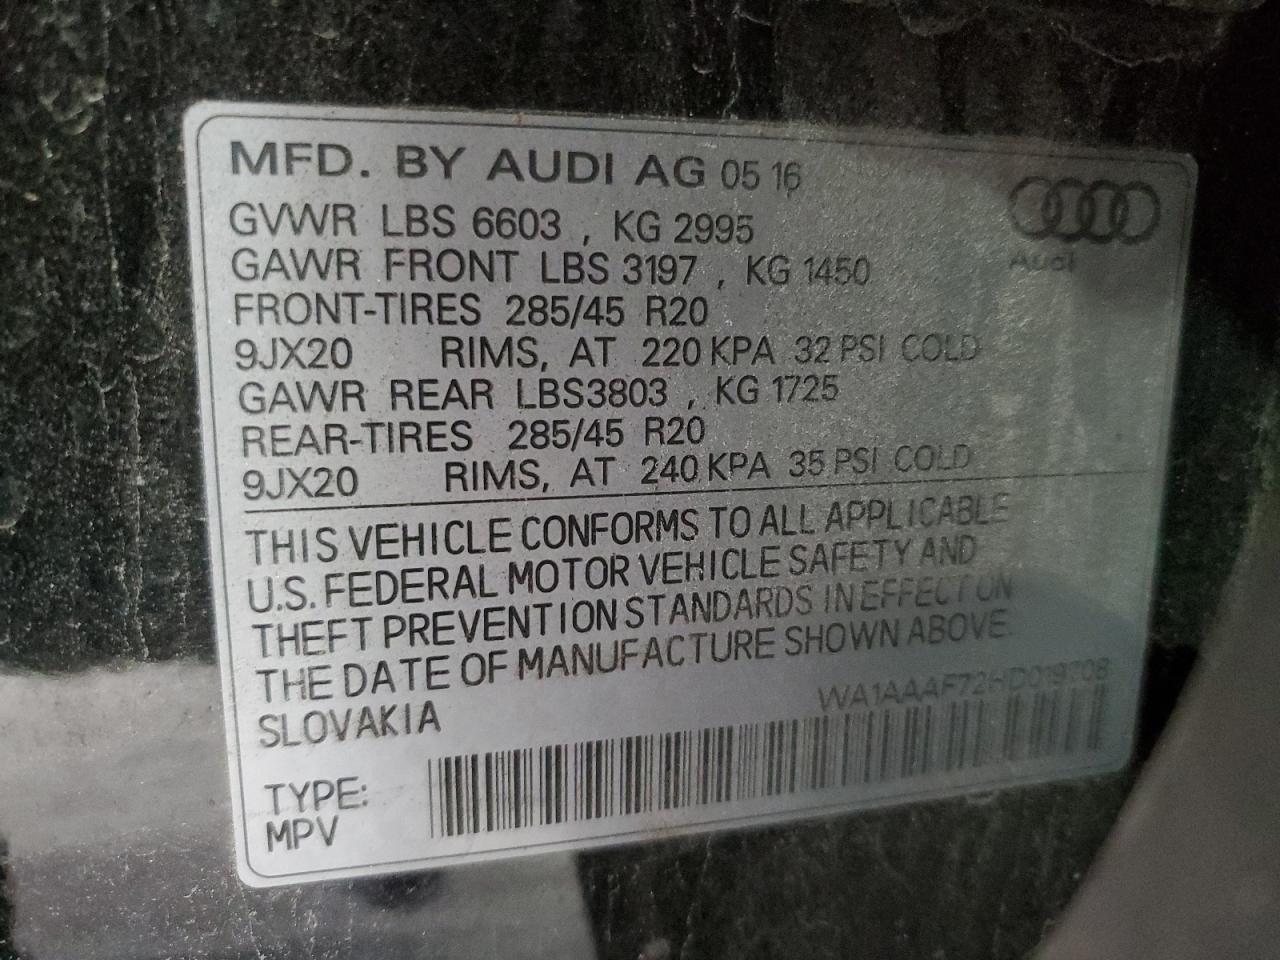 MFD. BY AUDI AG 05 16
Audi
GVWR LBS 6603 , KG 2995
GAWR FRONT LBS 3197 , KG 1450
FRONT-TIRES 285/45 R20
9JX20 RIMS, AT 220 KPA 32 PSI COLD
GAWR REAR LBS3803 , KG 1725
REAR-TIRES 285/45 R20
9JX20 RIMS, AT 240 KPA 35 PSI COLD
THIS VEHICLE CONFORMS TO ALL APPLICABLE
U.S. FEDERAL MOTOR VEHICLE SAFETY AND
THEFT PREVENTION STANDARDS IN EFFECT ON
THE DATE OF MANUFACTURE SHOWN ABOVE.
SLOVAKIA
TYPE:
MPV